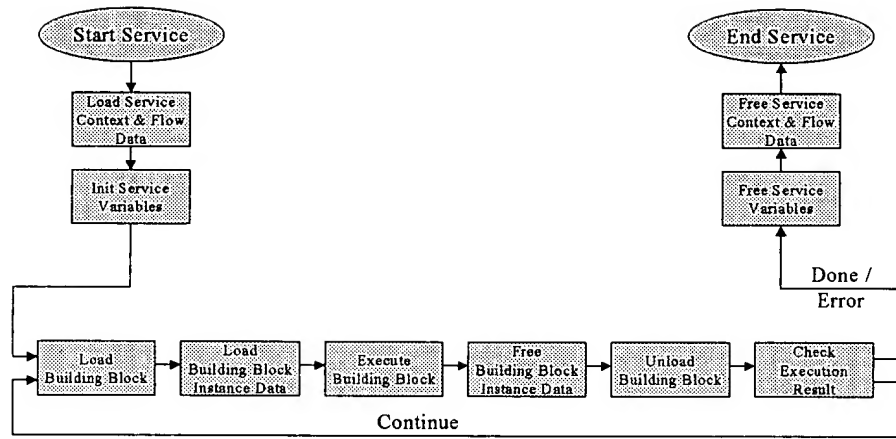 Start Service
End Service
Load Service
Context & Flow
Data
Free Service
Context & Flow
Data
Init Service
Variables
Free Service
Variables
Done /
Error
Load
Building Block
Load
Building Block
Instance Data
Execute
Building Block
Free
Building Block
Instance Data
Unload
Building Block
Check
Execution
Result
Continue